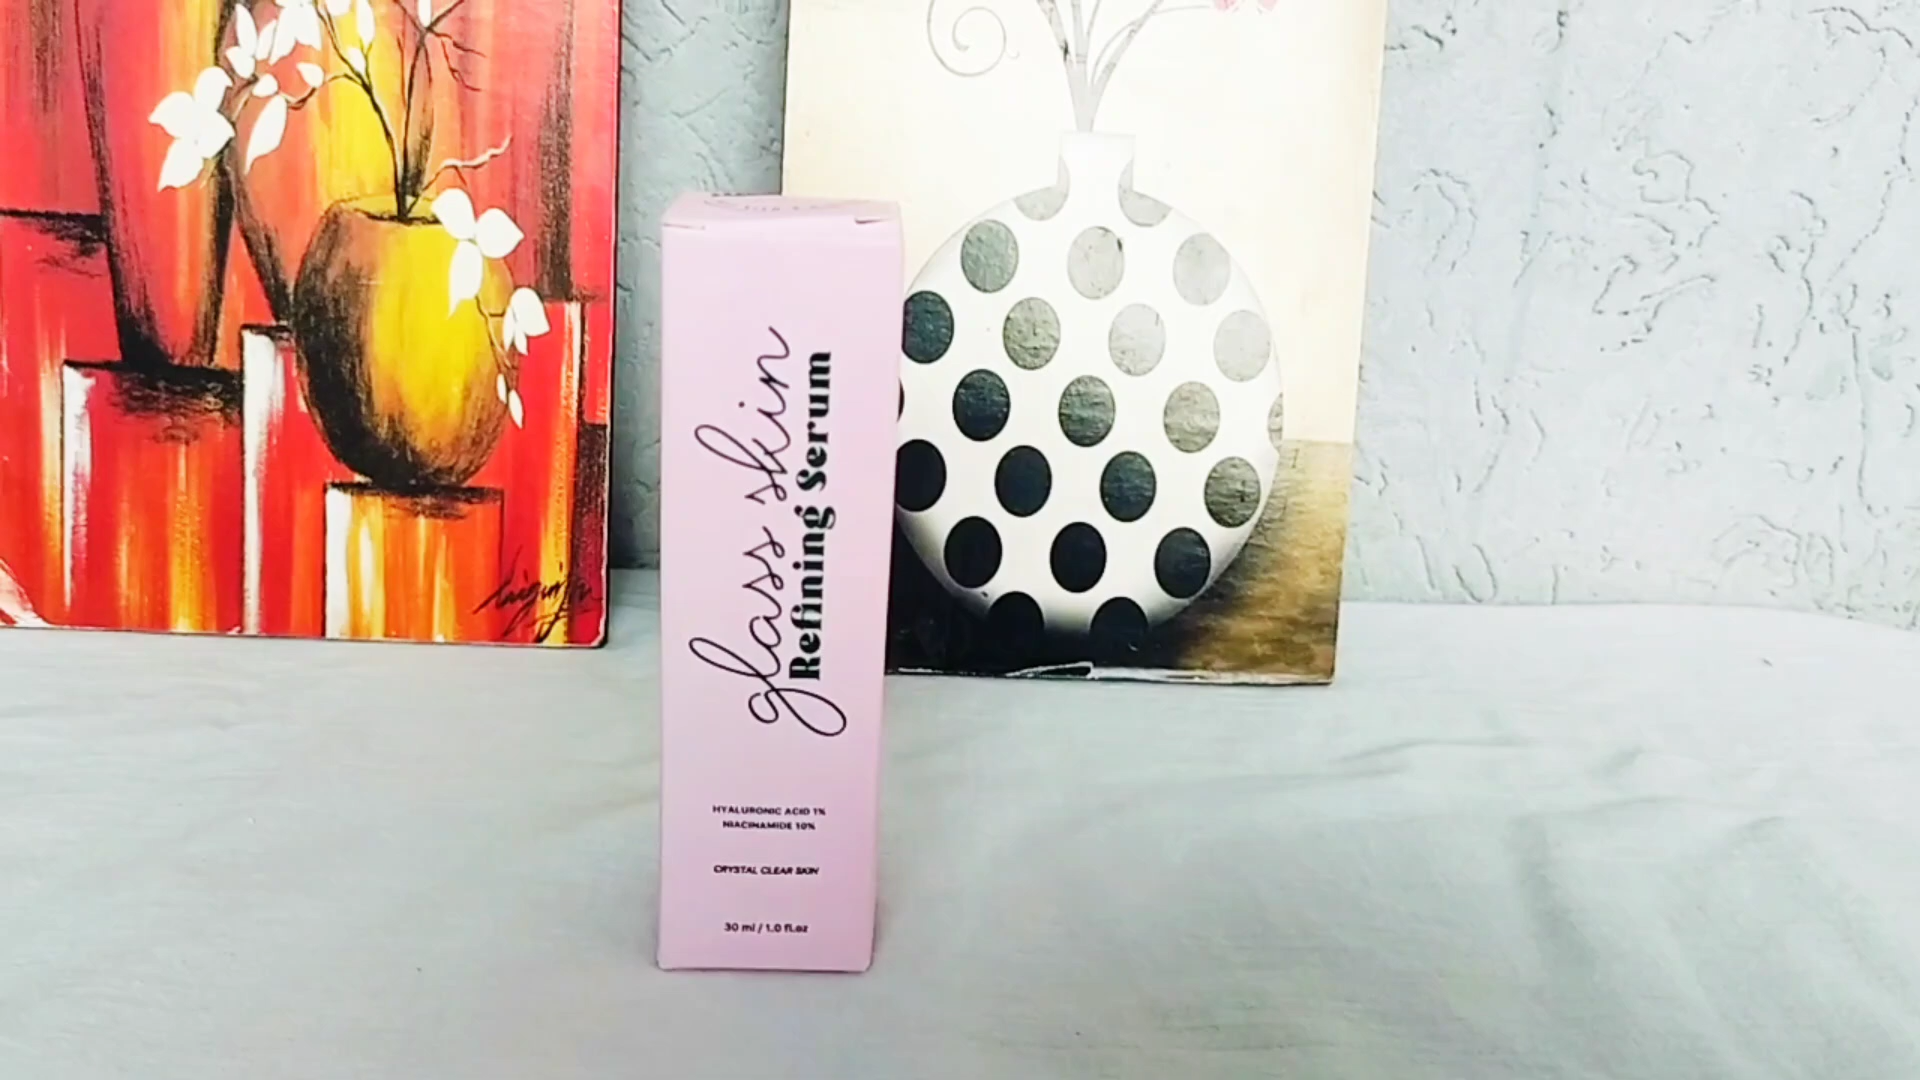 glass skin
Refining Serum
HYALURONIC ACID 1%
NIACINAMIDE 10%
CRYSTAL CLEAR SKIN
30 ml / 1.0 fl.oz